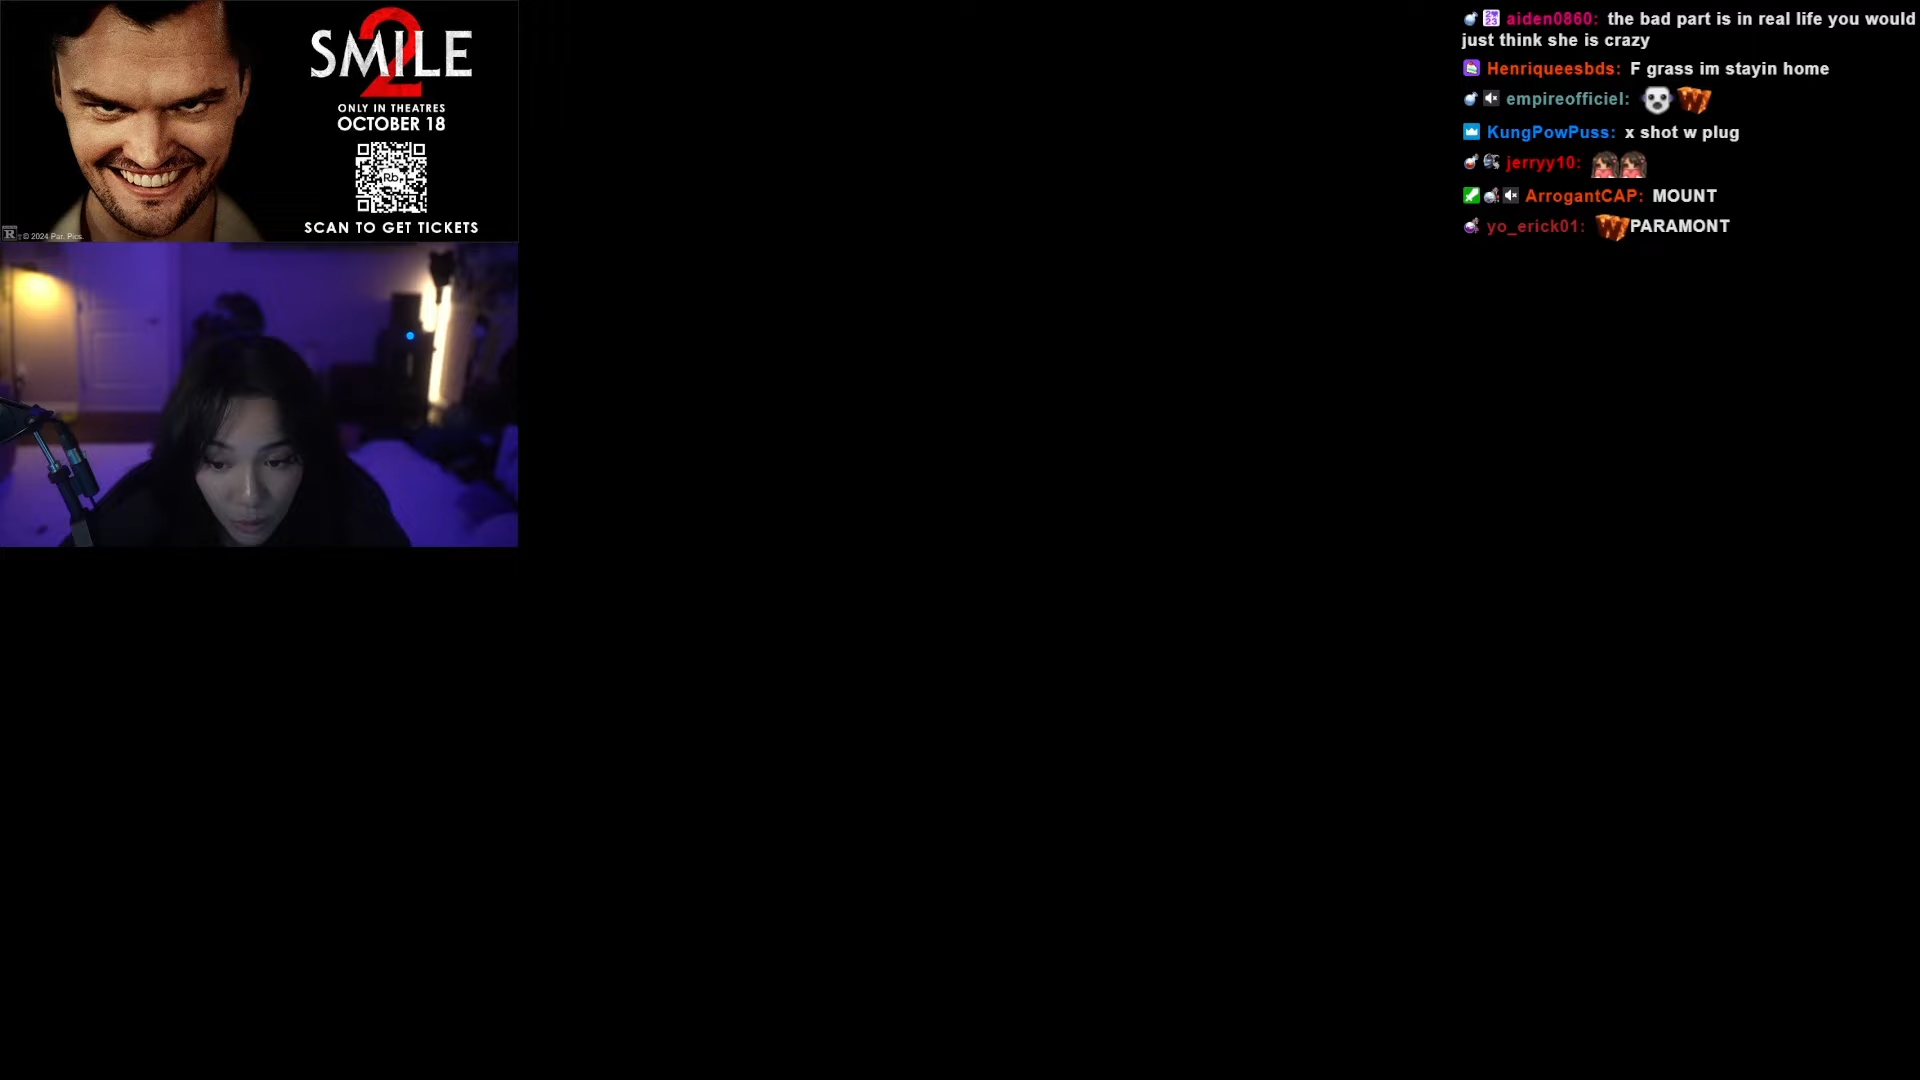 SMILE
2
ONLY IN THEATRES
OCTOBER 18
Rb
SCAN TO GET TICKETS
R © 2024 Par. Pics.
aiden0860: the bad part is in real life you would
just think she is crazy
Henriqueesbds: F grass im stayin home
empireofficiel: W
KungPowPuss: x shot w plug
jerryy10:
ArrogantCAP: MOUNT
yo_erick01: W PARAMONT